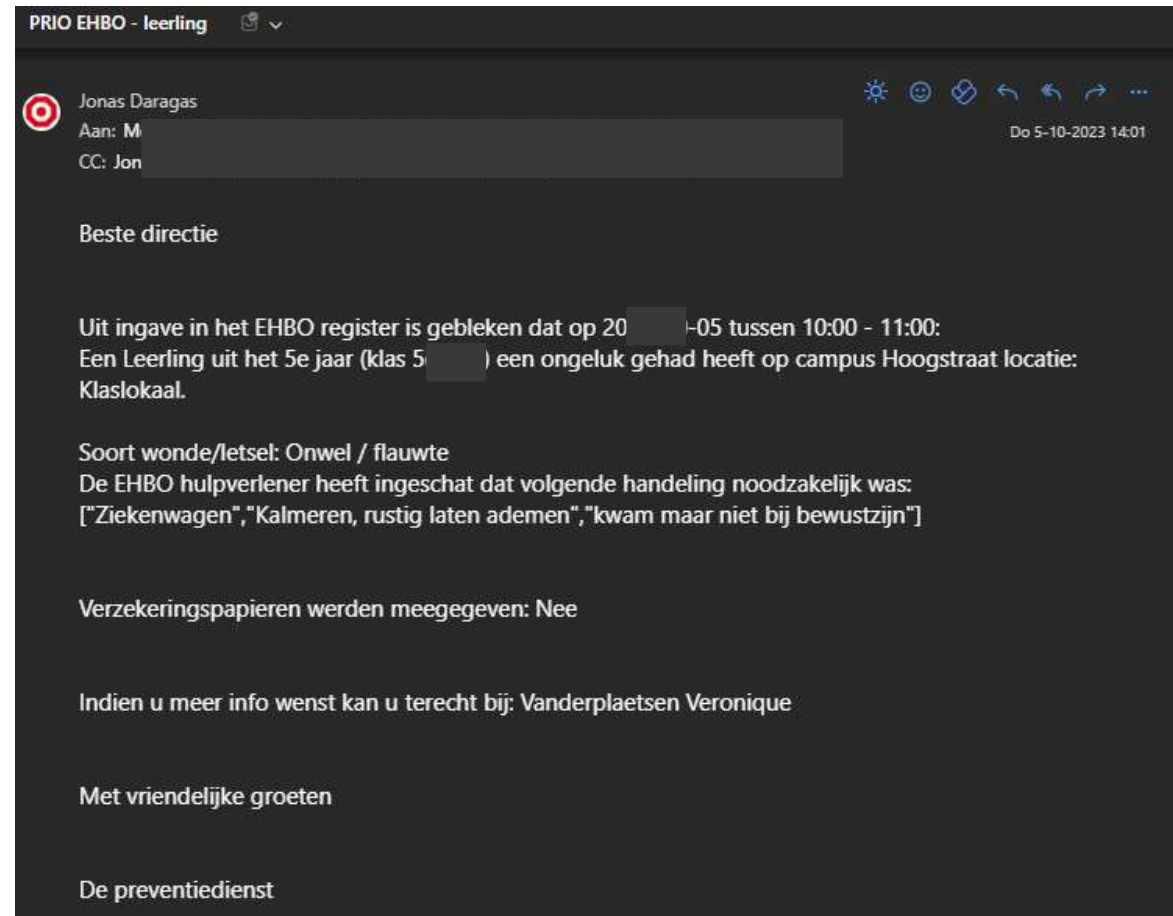 PRIO EHBO - leerling
Jonas Daragas
Aan:
Do 5-10-2023 14:01
CC: Jon
Beste directie
Uit ingave in het EHBO register is gebleken dat op 20 -05 tussen 10:00 - 11:00:
Een Leerling uit het 5e jaar (klas 5 ) een ongeluk gehad heeft op campus Hoogstraat locatie:
Klaslokaal.
Soort wonde/letsel: Onwel / flauwte
De EHBO hulpverlener heeft ingeschat dat volgende handeling noodzakelijk was:
["Ziekenwagen","Kalmeren, rustig laten ademen","kwam maar niet bij bewustzijn"]
Verzekeringspapieren werden meegegeven: Nee
Indien u meer info wenst kan u terecht bij: Vanderplaetsen Veronique
Met vriendelijke groeten
De preventiedienst